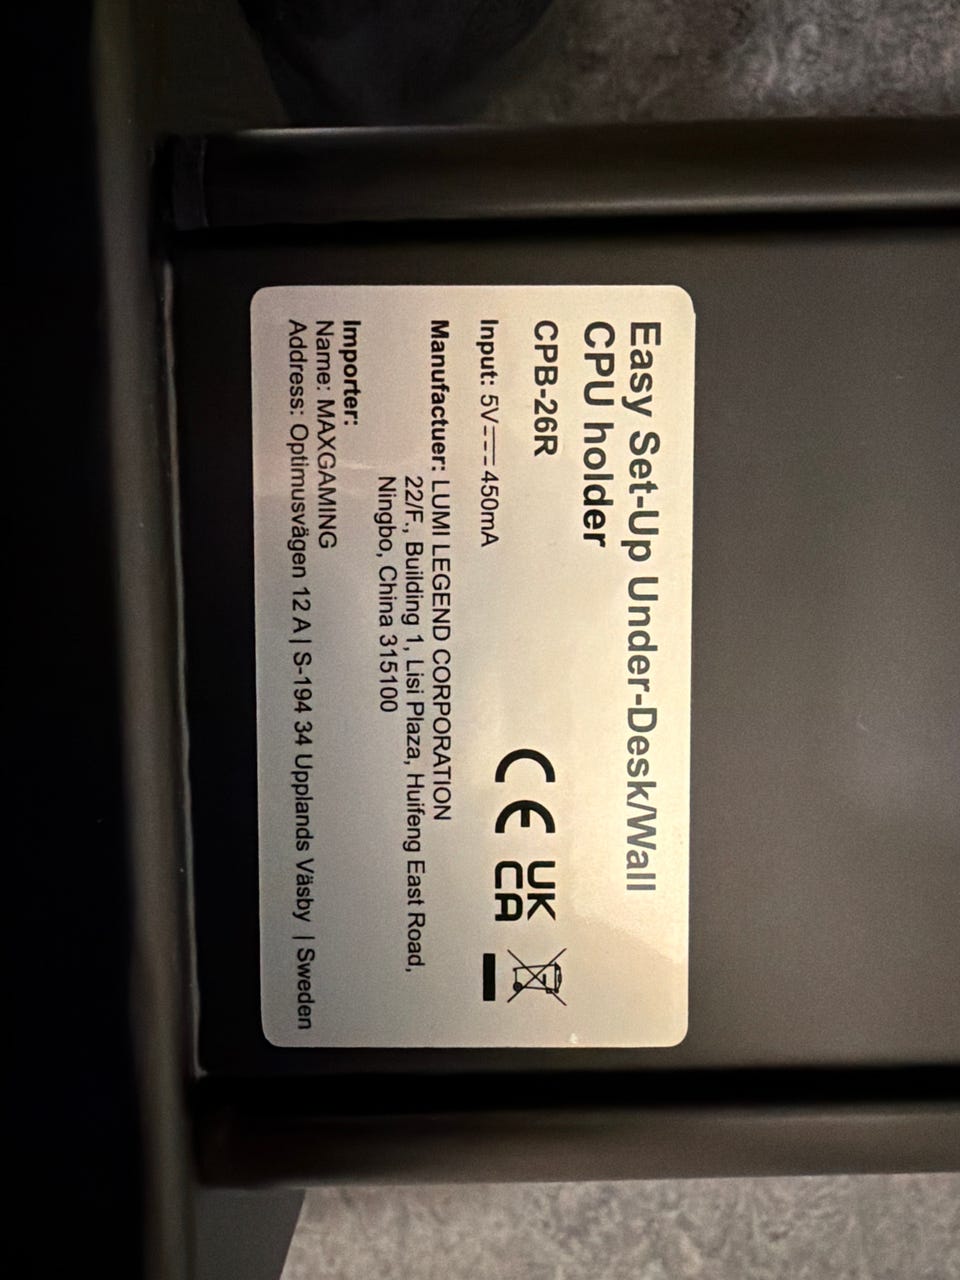 Easy Set-Up Under-Desk/Wall
CPU holder
CPB-26R
Input: 5V⎓450mA
CE UK CA
Manufactuer: LUMI LEGEND CORPORATION
22/F., Building 1, Lisi Plaza, Huifeng East Road,
Ningbo, China 315100
Importer:
Name: MAXGAMING
Address: Optimusvägen 12 A| S-194 34 Upplands Väsby | Sweden